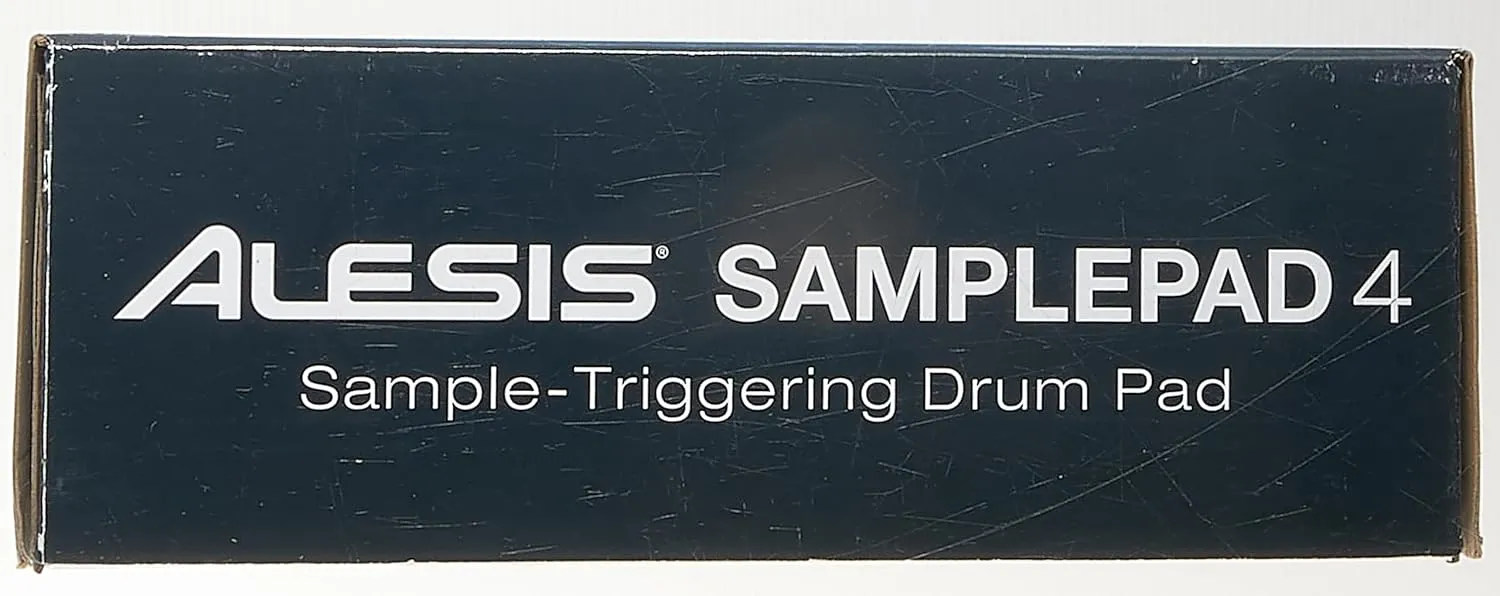 ALESIS® SAMPLEPAD 4
Sample-Triggering Drum Pad